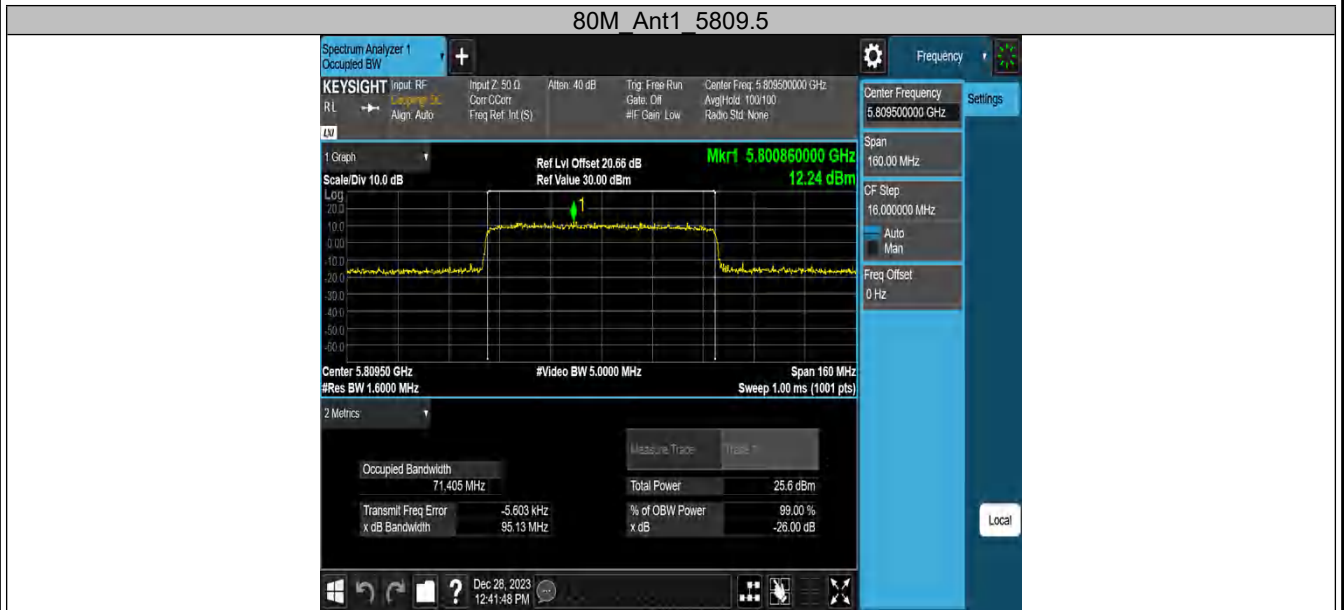 80M_Ant1_5809.5
Spectrum Analyzer 1
Occupied BW
+
Frequency
KEYSIGHT
Input: RF
Coupling: DC
Align: Auto
Input Z: 50 Ω
Corr CCorr
Freq Ref: Int (S)
Atten: 40 dB
Trig: Free Run
Gate: Off
#IF Gain: Low
Center Freq: 5.809500000 GHz
Avg|Hold: 100/100
Radio Std: None
RL
LXI
Center Frequency
5.809500000 GHz
Settings
Span
160.00 MHz
CF Step
16.000000 MHz
Auto
Man
Freq Offset
0 Hz
1 Graph
Scale/Div 10.0 dB
Ref Lvl Offset 20.66 dB
Ref Value 30.00 dBm
Mkr1 5.800860000 GHz
12.24 dBm
Log
20.0
10.0
0.00
-10.0
-20.0
-30.0
-40.0
-50.0
-60.0
1
Center 5.80950 GHz
#Res BW 1.6000 MHz
#Video BW 5.0000 MHz
Span 160 MHz
Sweep 1.00 ms (1001 pts)
2 Metrics
Measure Trace
Trace 1
Occupied Bandwidth
71.405 MHz
Total Power
25.6 dBm
Transmit Freq Error
-5.603 kHz
% of OBW Power
99.00 %
x dB Bandwidth
95.13 MHz
x dB
-26.00 dB
Local
?
Dec 28, 2023
12:41:48 PM